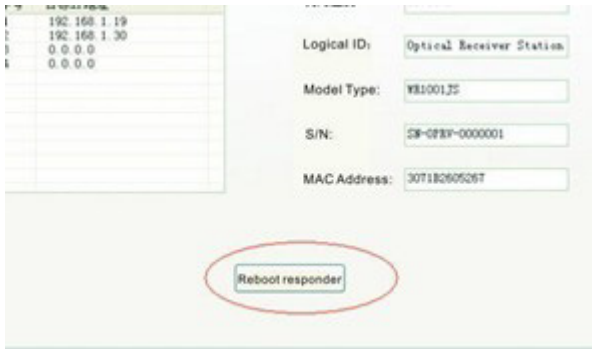 192.168.1.19
192.168.1.30
0.0.0.0
0.0.0.0
Logical ID:
Optical Receiver Station
Model Type:
WR1001JS
S/N:
SN-OPRV-0000001
MAC Address:
3071B2605267
Reboot responder